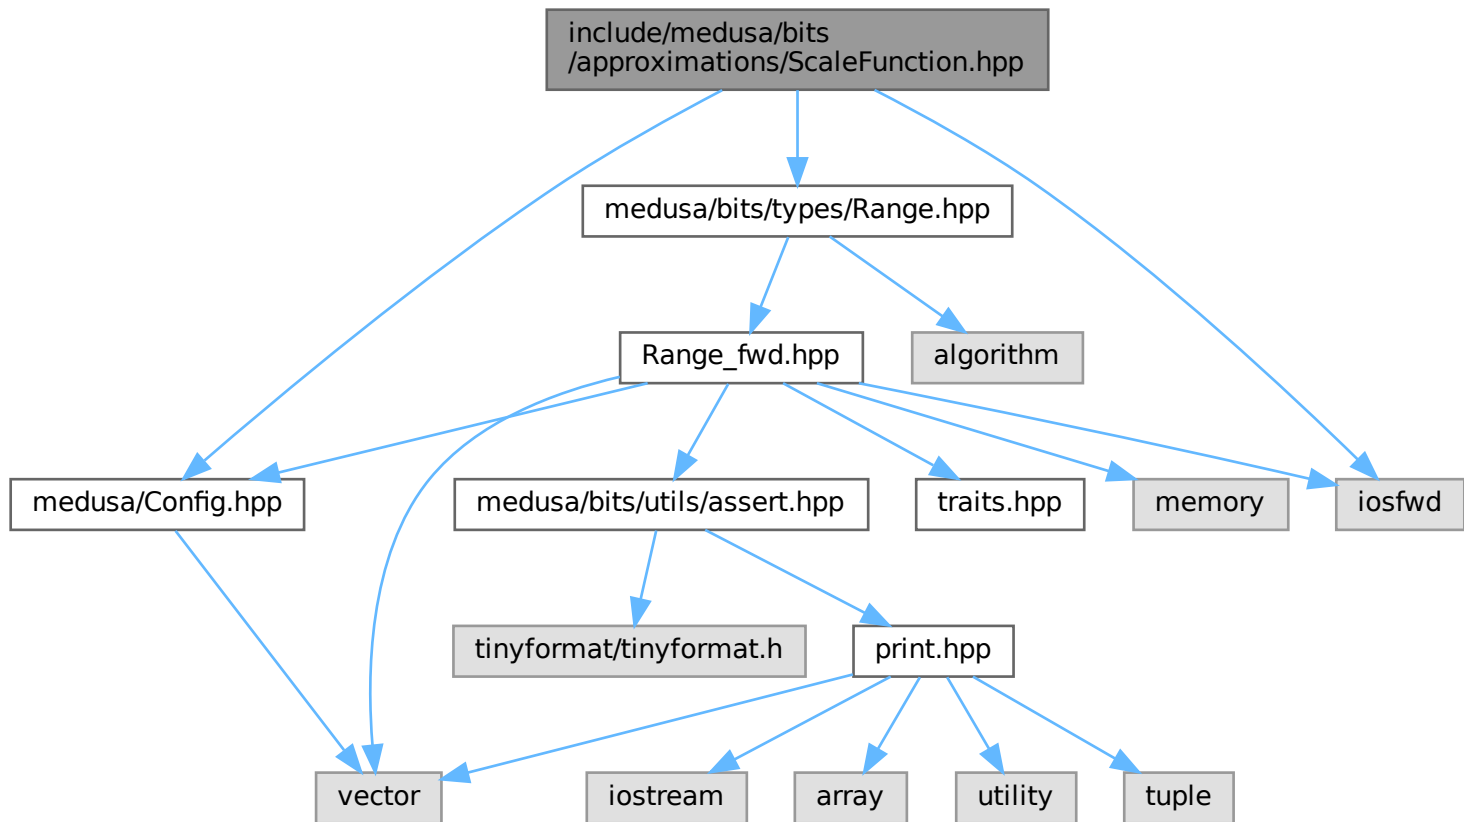 include/medusa/bits
/approximations/ScaleFunction.hpp
medusa/bits/types/Range.hpp
Range_fwd.hpp
algorithm
medusa/Config.hpp
medusa/bits/utils/assert.hpp
traits.hpp
memory
iosfwd
tinyformat/tinyformat.h
print.hpp
vector
iostream
array
utility
tuple